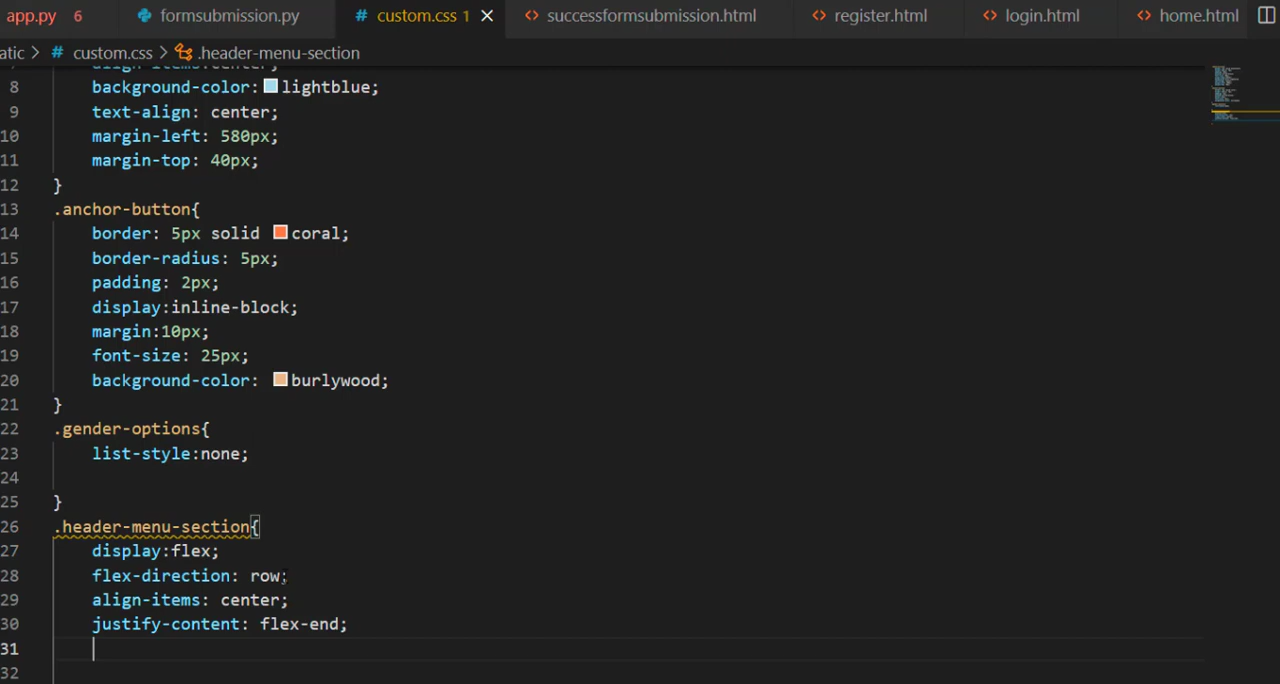 app.py 6 formsubmission.py # custom.css 1 × <> successformsubmission.html <> register.html <> login.html <> home.html
atic > # custom.css > .header-menu-section
8 background-color: lightblue;
9 text-align: center;
10 margin-left: 580px;
11 margin-top: 40px;
12 }
13 .anchor-button{
14 border: 5px solid coral;
15 border-radius: 5px;
16 padding: 2px;
17 display:inline-block;
18 margin:10px;
19 font-size: 25px;
20 background-color: burlywood;
21 }
22 .gender-options{
23 list-style:none;
24
25 }
26 .header-menu-section{
27 display:flex;
28 flex-direction: row;
29 align-items: center;
30 justify-content: flex-end;
31
32